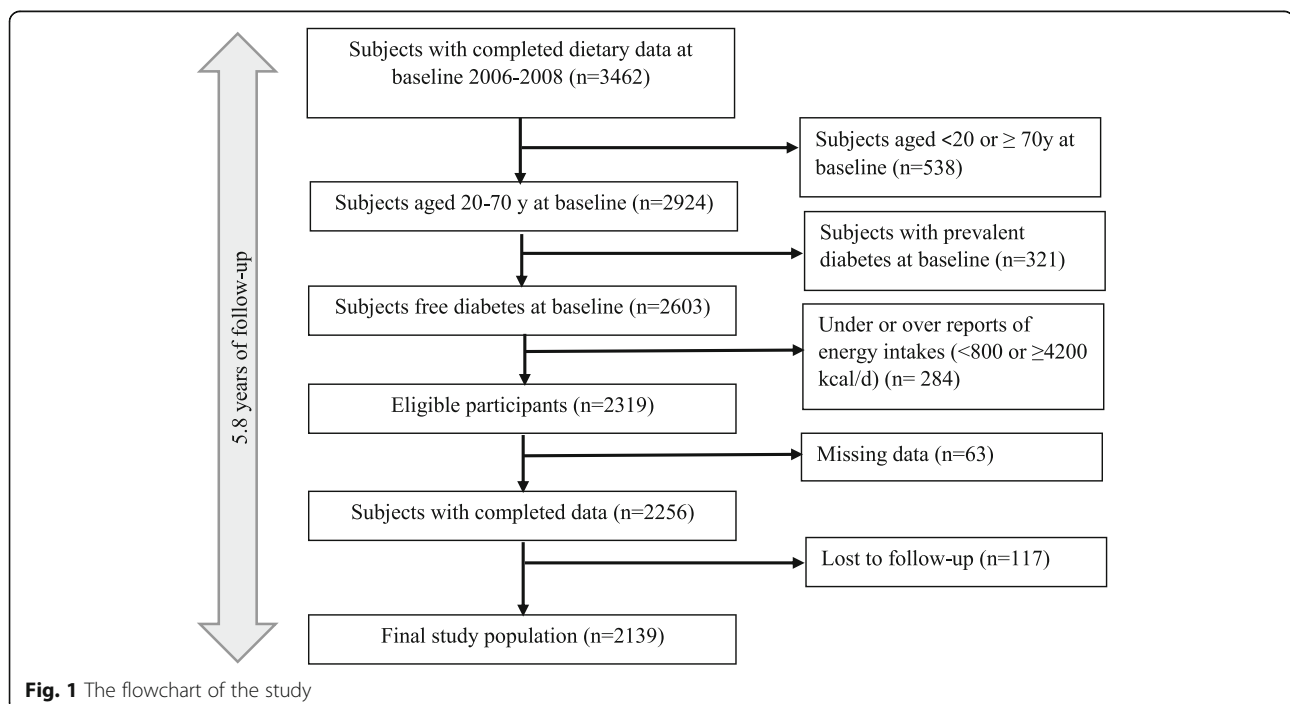 Subjects with completed dietary data at
baseline 2006-2008 (n=3462)
Subjects aged <20 or ≥ 70y at
baseline (n=538)
Subjects aged 20-70 y at baseline (n=2924)
Subjects with prevalent
diabetes at baseline (n=321)
Subjects free diabetes at baseline (n=2603)
Under or over reports of
energy intakes (<800 or ≥4200
kcal/d) (n= 284)
Eligible participants (n=2319)
Missing data (n=63)
Subjects with completed data (n=2256)
Lost to follow-up (n=117)
Final study population (n=2139)
5.8 years of follow-up
Fig. 1 The flowchart of the study